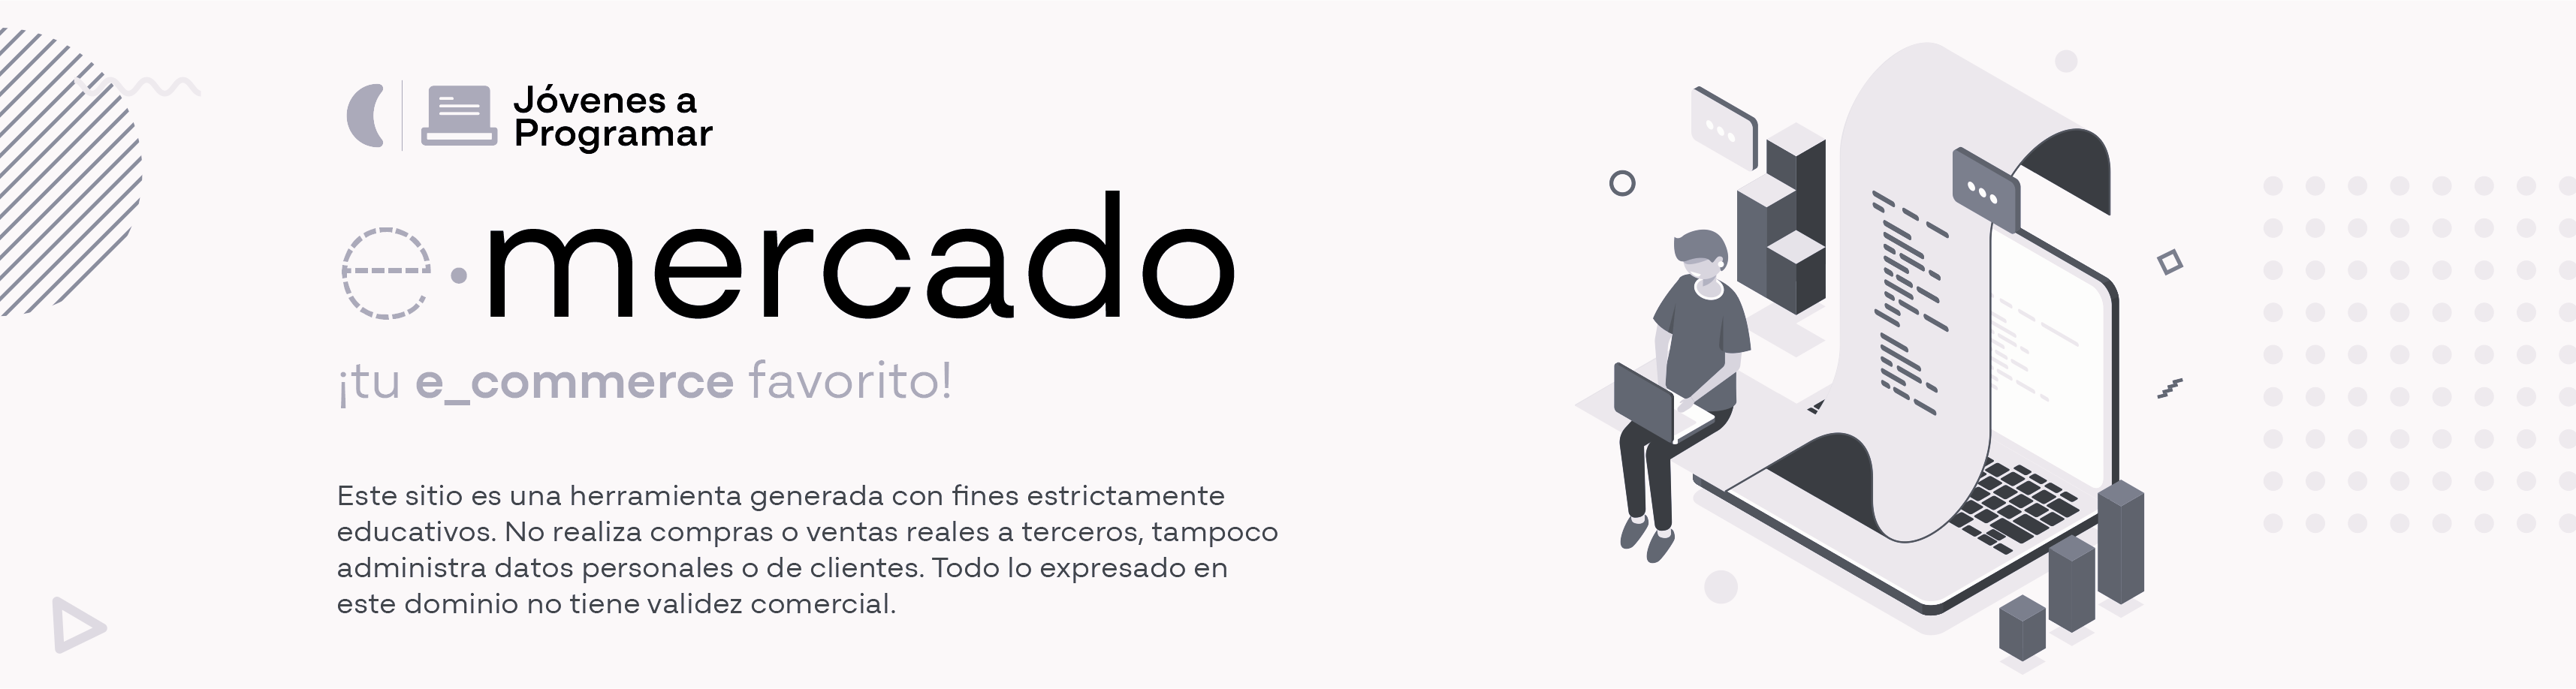 Jóvenes a
Programar
e.mercado
¡tu e_commerce favorito!
Este sitio es una herramienta generada con fines estrictamente
educativos. No realiza compras o ventas reales a terceros, tampoco
administra datos personales o de clientes. Todo lo expresado en
este dominio no tiene validez comercial.